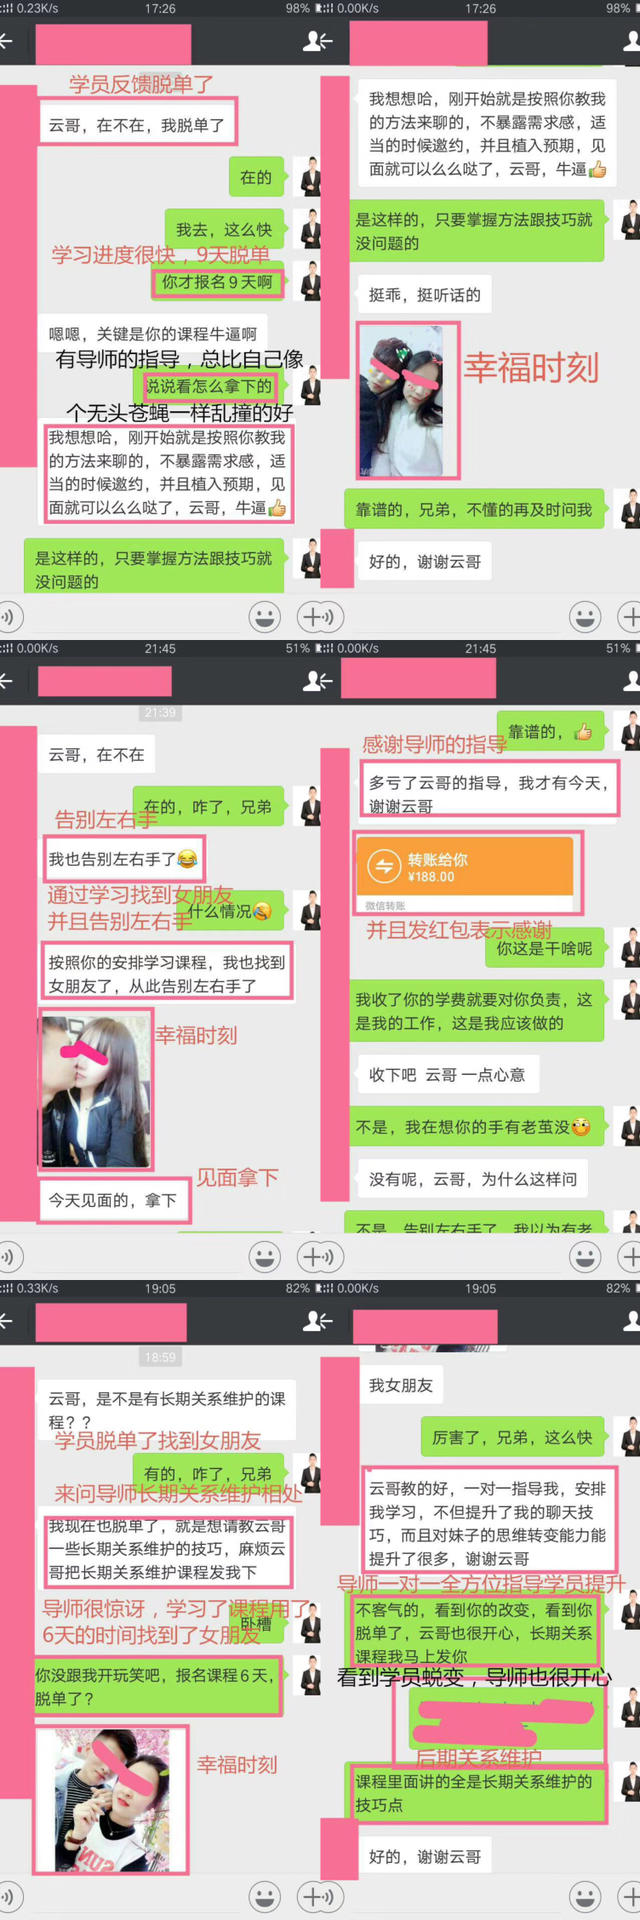 0.23K/s
17:26
98%
学员反馈脱单了
云哥，在不在，我脱单了
在的
我去，这么快
学习进度很快，9天脱单
你才报名9天啊
嗯嗯，关键是你的课程牛逼啊
有导师的指导，总比自己像
说说看怎么拿下的
个无头苍蝇一样乱撞的好
我想想哈，刚开始就是按照你教我
的方法来聊的，不暴露需求感，适
当的时候邀约，并且植入预期，见
面就可以么么哒了，云哥，牛逼👍
是这样的，只要掌握方法跟技巧就
没问题的
0.00K/s
17:26
98%
我想想哈，刚开始就是按照你教我
的方法来聊的，不暴露需求感，适
当的时候邀约，并且植入预期，见
面就可以么么哒了，云哥，牛逼👍
是这样的，只要掌握方法跟技巧就
没问题的
挺乖，挺听话的
幸福时刻
靠谱的，兄弟，不懂的再及时问我
好的，谢谢云哥
0.00K/s
21:45
51%
21:39
云哥，在不在
在的，咋了，兄弟
告别左右手
我也告别左右手了😂
通过学习找到女朋友
什么情况
并且告别左右手
按照你的安排学习课程，我也找到
女朋友了，从此告别左右手了
幸福时刻
见面拿下
今天见面的，拿下
0.00K/s
21:45
51%
靠谱的，👍
感谢导师的指导
多亏了云哥的指导，我才有今天，
谢谢云哥
转账给你
¥188.00
微信转账
并且发红包表示感谢
你这是干啥呢
我收了你的学费就要对你负责，这
是我的工作，这是我应该做的
收下吧 云哥 一点心意
不是，我在想你的手有老茧没
没有呢，云哥，为什么这样问
不是，告别左右手了，我以为有老
0.33K/s
19:05
82%
18:59
云哥，是不是有长期关系维护的课
程？？
学员脱单了找到女朋友
有的，咋了，兄弟
来问导师长期关系维护相处
我现在也脱单了，就是想请教云哥
一些长期关系维护的技巧，麻烦云
哥把长期关系维护课程发我下
导师很惊讶，学习了课程用了
卧槽
6天的时间找到了女朋友
你没跟我开玩笑吧，报名课程6天，
脱单了？
幸福时刻
0.00K/s
19:05
82%
我女朋友
厉害了，兄弟，这么快
云哥教的好，一对一指导我，安排
我学习，不但提升了我的聊天技
巧，而且对妹子的思维转变能力能
提升了很多，谢谢云哥
导师一对一全方位指导学员提升
不客气的，看到你的改变，看到你
脱单了，云哥也很开心，长期关系
课程我马上发你
看到学员蜕变，导师也很开心
后期关系维护
课程里面讲的全是长期关系维护的
技巧点
好的，谢谢云哥